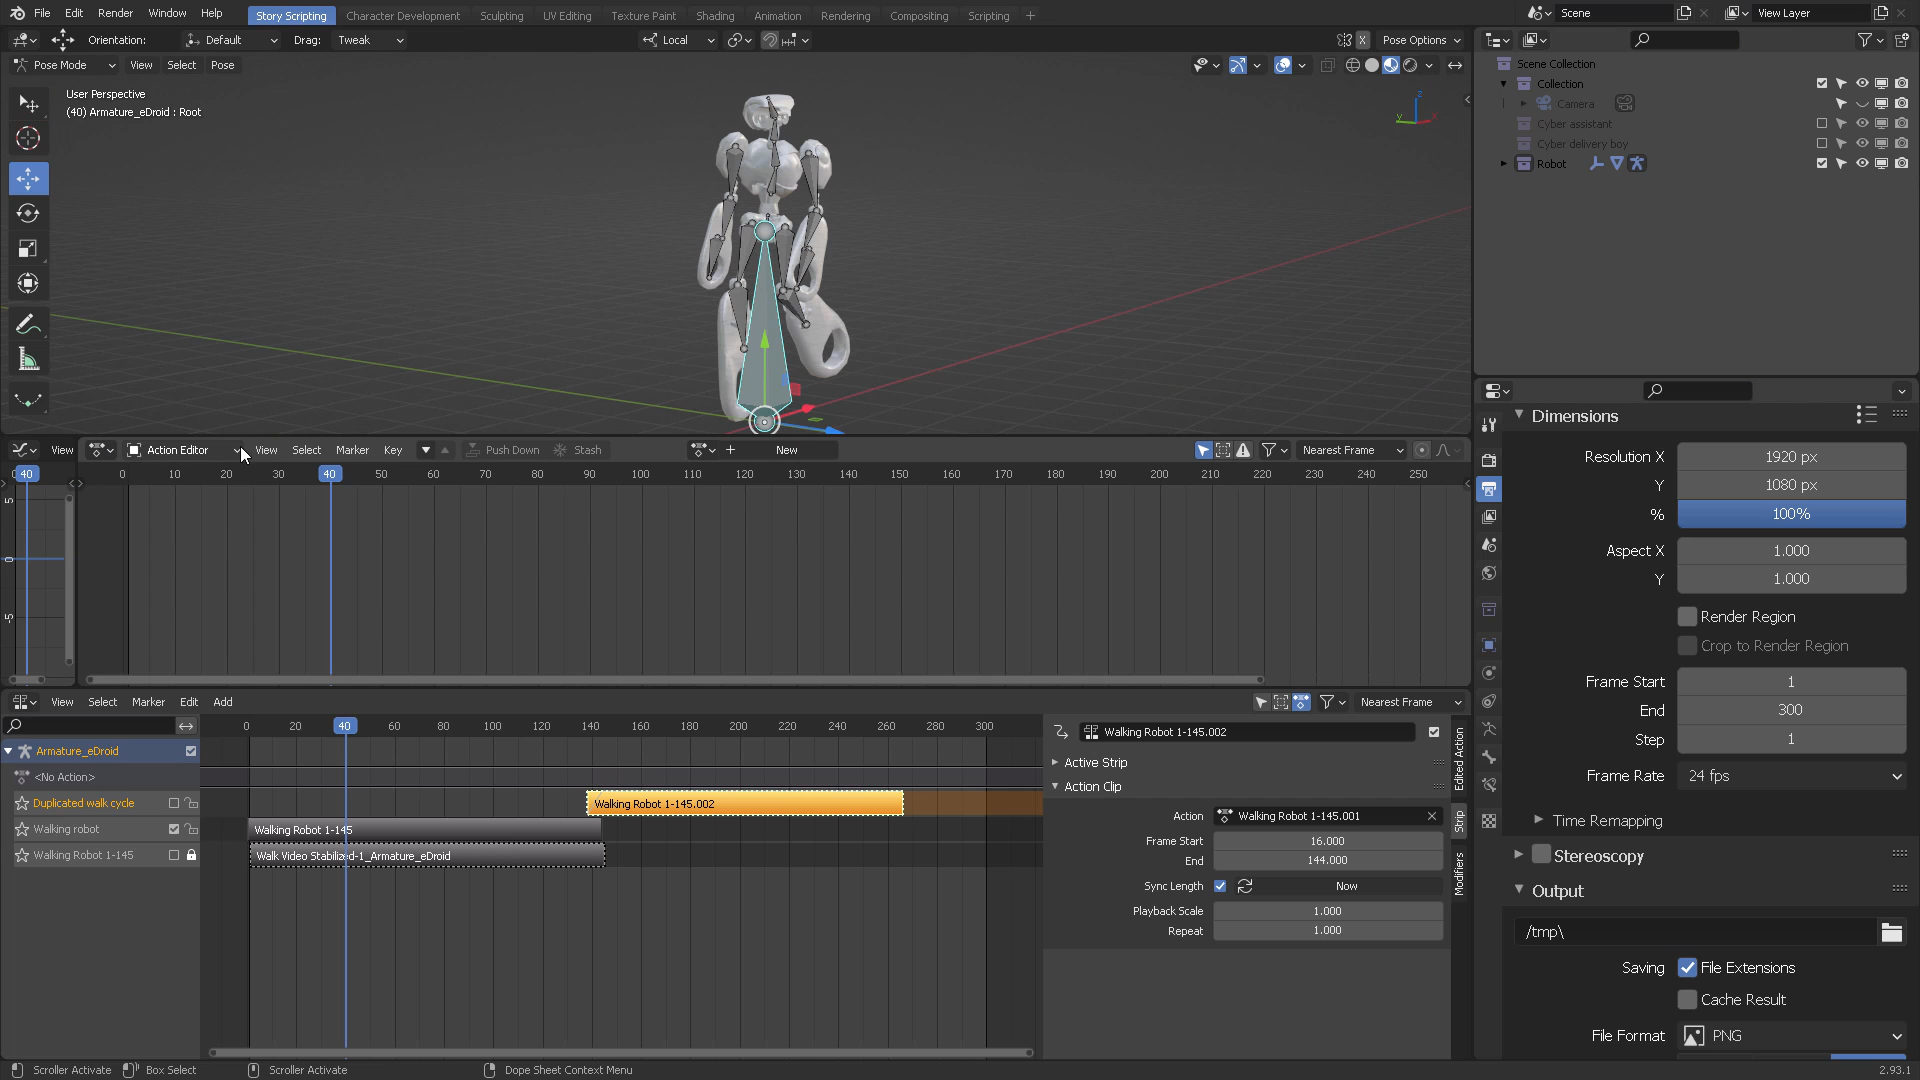 File Edit Render Window Help Story Scripting Character Development Sculpting UV Editing Texture Paint Shading Animation Rendering Compositing Scripting + Scene View Layer
Orientation: Default Drag: Tweak Local X Pose Options
Pose Mode View Select Pose
User Perspective
(40) Armature_eDroid : Root
Z
Y
X
Scene Collection
Collection
Camera
Cyber assistant
Cyber delivery boy
Robot
View Action Editor View Select Marker Key Push Down Stash New Nearest Frame
0 40 0 10 20 30 40 50 60 70 80 90 100 110 120 130 140 150 160 170 180 190 200 210 220 230 240 250
5
0
-5
View Select Marker Edit Add Nearest Frame
0 20 40 60 80 100 120 140 160 180 200 220 240 260 280 300
Armature_eDroid
<No Action>
Duplicated walk cycle
Walking robot
Walking Robot 1-145
Walking Robot 1-145.002
Walking Robot 1-145
Walk Video Stabilized-1_Armature_eDroid
Walking Robot 1-145.002
Active Strip
Action Clip
Action Walking Robot 1-145.001
Frame Start 16.000
End 144.000
Sync Length Now
Playback Scale 1.000
Repeat 1.000
Edited Action
Strip
Modifiers
Dimensions
Resolution X 1920 px
Y 1080 px
% 100%
Aspect X 1.000
Y 1.000
Render Region
Crop to Render Region
Frame Start 1
End 300
Step 1
Frame Rate 24 fps
Time Remapping
Stereoscopy
Output
/tmp\
Saving File Extensions
Cache Result
File Format PNG
Scroller Activate Box Select Scroller Activate Dope Sheet Context Menu 2.93.1